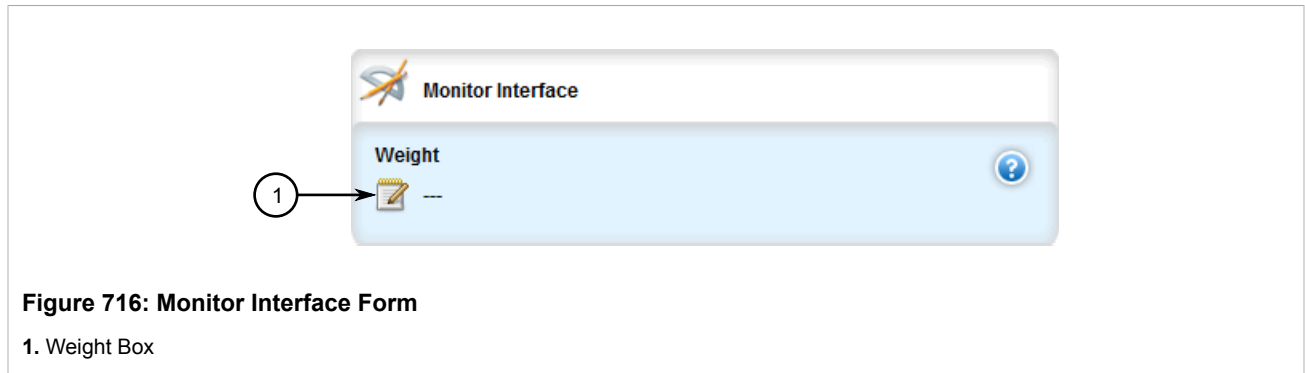 Monitor Interface
Weight
?
1
---
Figure 716: Monitor Interface Form
1. Weight Box